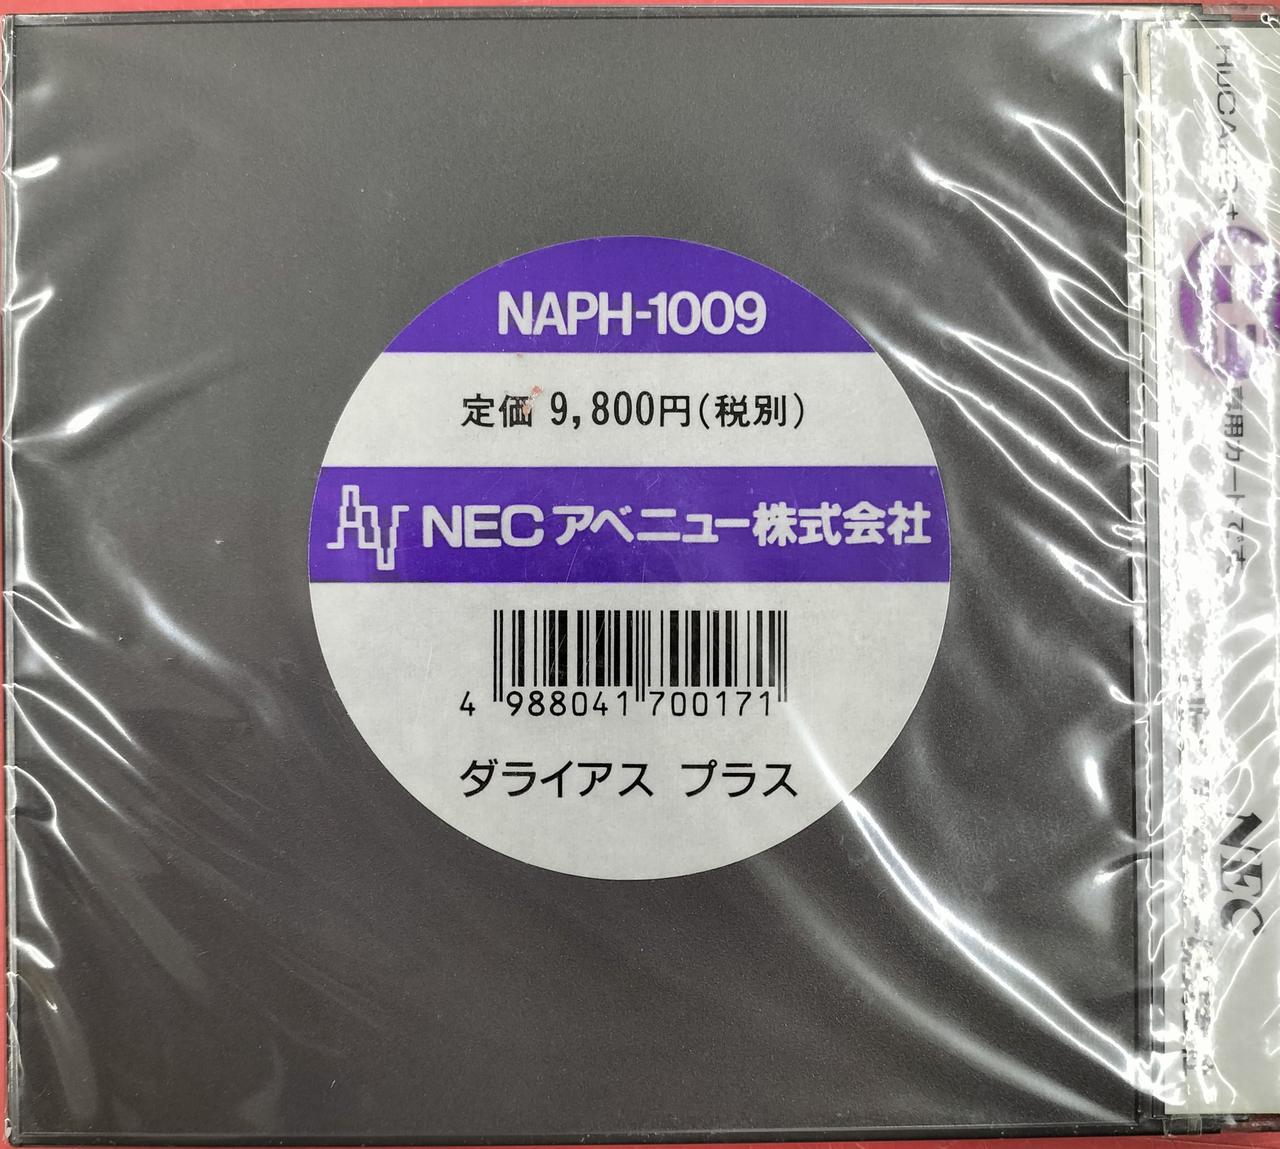 NAPH-1009
定価 9,800円(税別)
NECアベニュー株式会社
4 988041 700171
ダライアス プラス
NEC